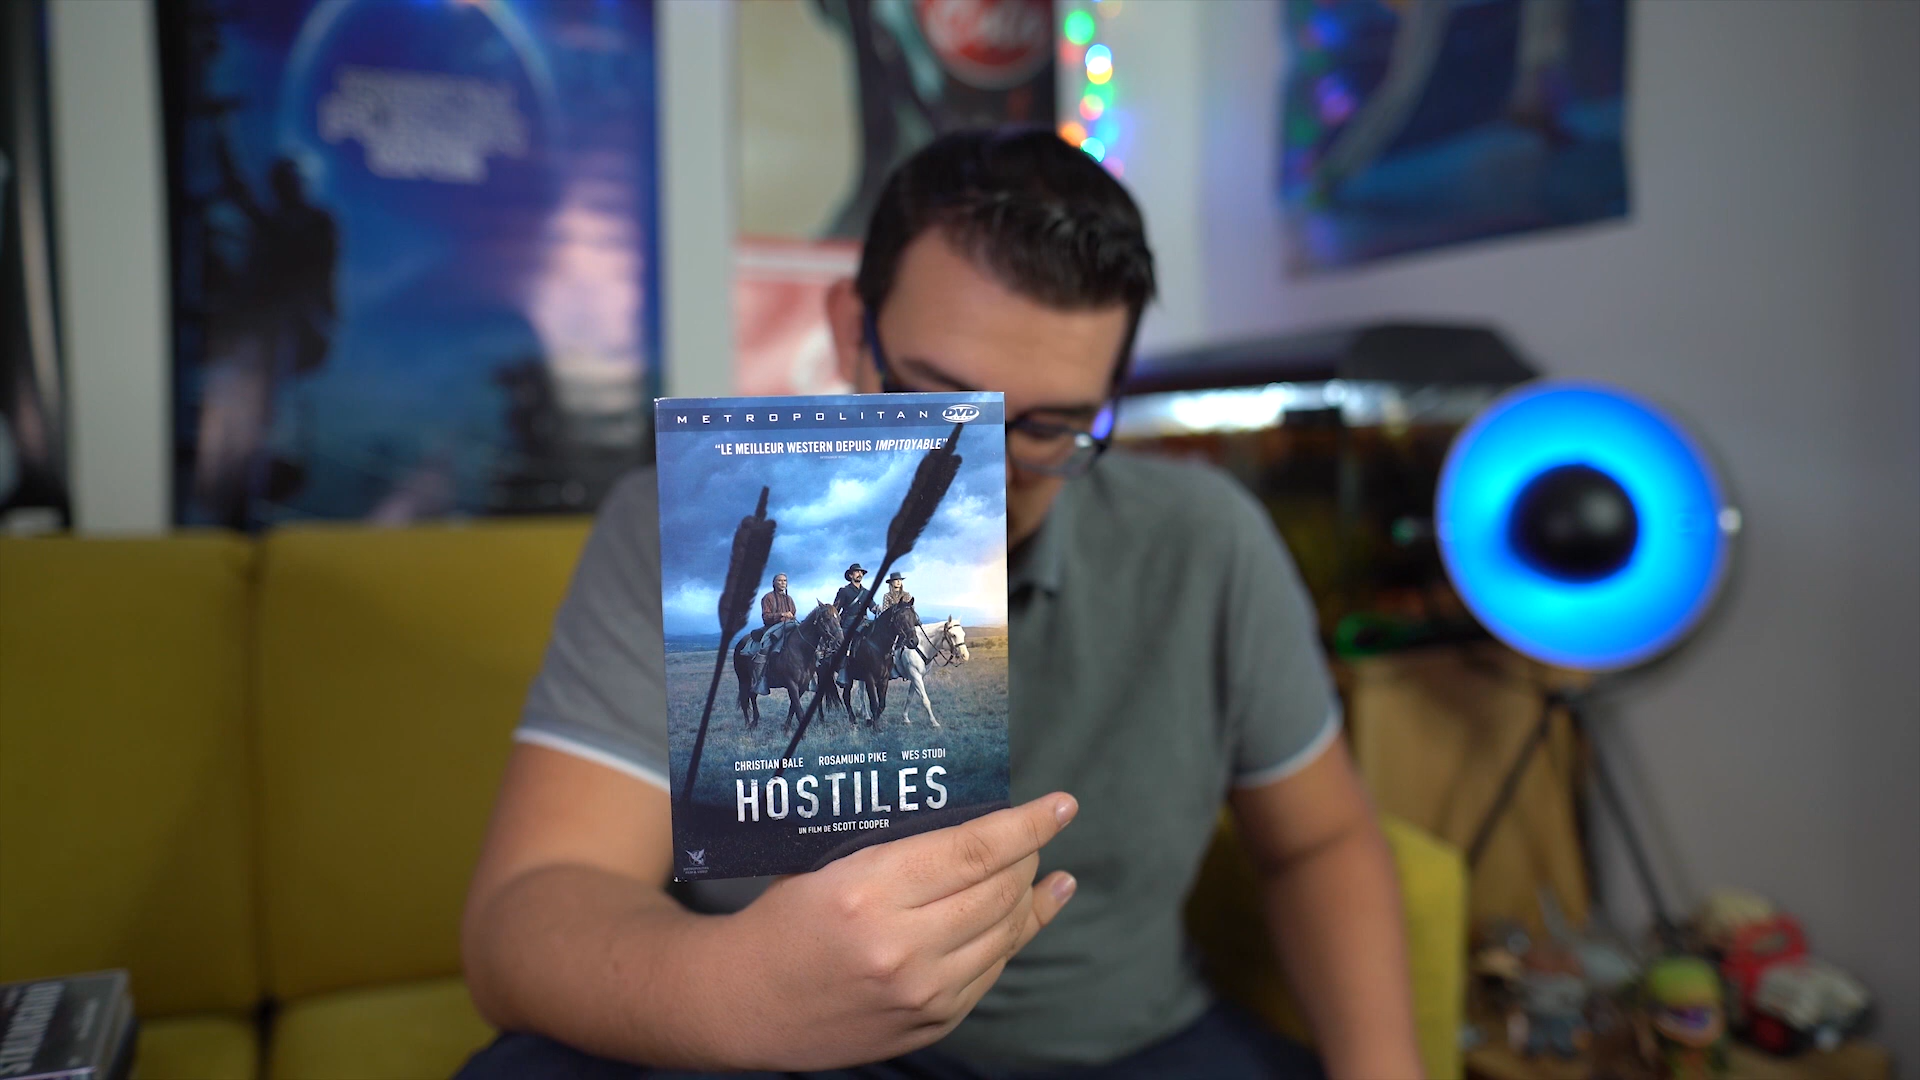 METROPOLITAN DVD
"LE MEILLEUR WESTERN DEPUIS IMPITOYABLE"
CHRISTIAN BALE ROSAMUND PIKE WES STUDI
HOSTILES
UN FILM DE SCOTT COOPER